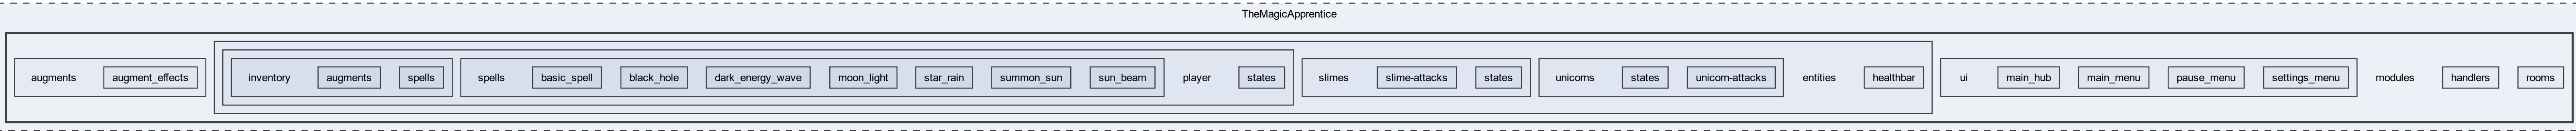 TheMagicApprentice
augments augment_effects inventory augments spells spells basic_spell black_hole dark_energy_wave moon_light star_rain summon_sun sun_beam player states slimes slime-attacks states unicorns states unicorn-attacks entities healthbar ui main_hub main_menu pause_menu settings_menu modules handlers rooms